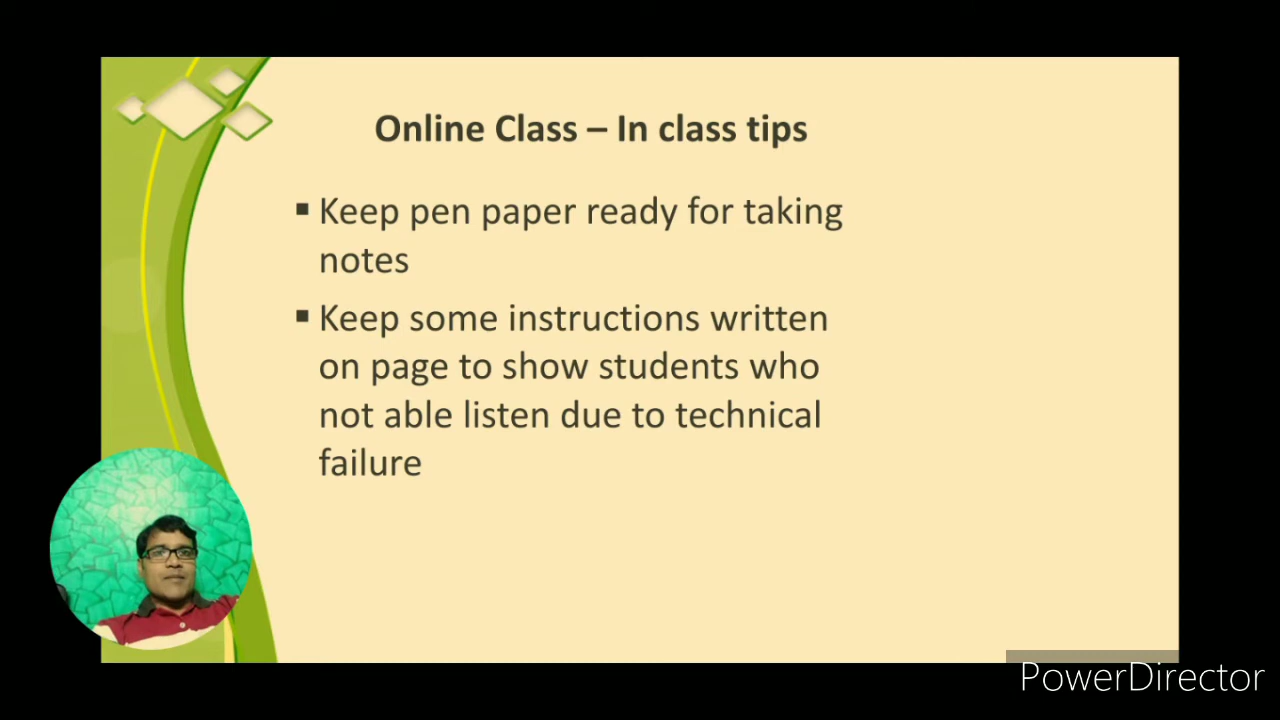 Online Class – In class tips
▪ Keep pen paper ready for taking
notes
▪ Keep some instructions written
on page to show students who
not able listen due to technical
failure
PowerDirector